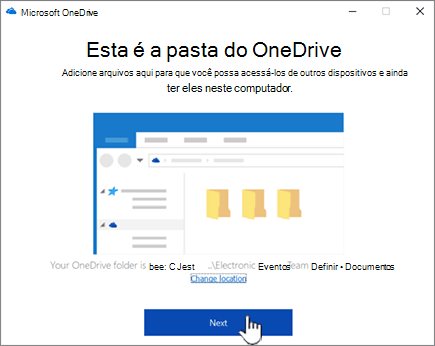 Microsoft OneDrive
Esta é a pasta do OneDrive
Adicione arquivos aqui para que você possa acessá-los de outros dispositivos e ainda
ter eles neste computador.
Your OneDrive folder is bee: C Jest ..\Electronic Eventos Team Definir • Documentos
Change location
Next